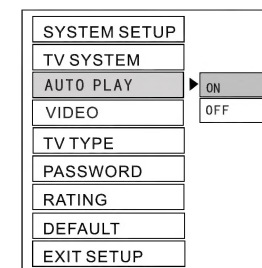 SYSTEM SETUP
TV SYSTEM
AUTO PLAY
ON
VIDEO
OFF
TV TYPE
PASSWORD
RATING
DEFAULT
EXIT SETUP